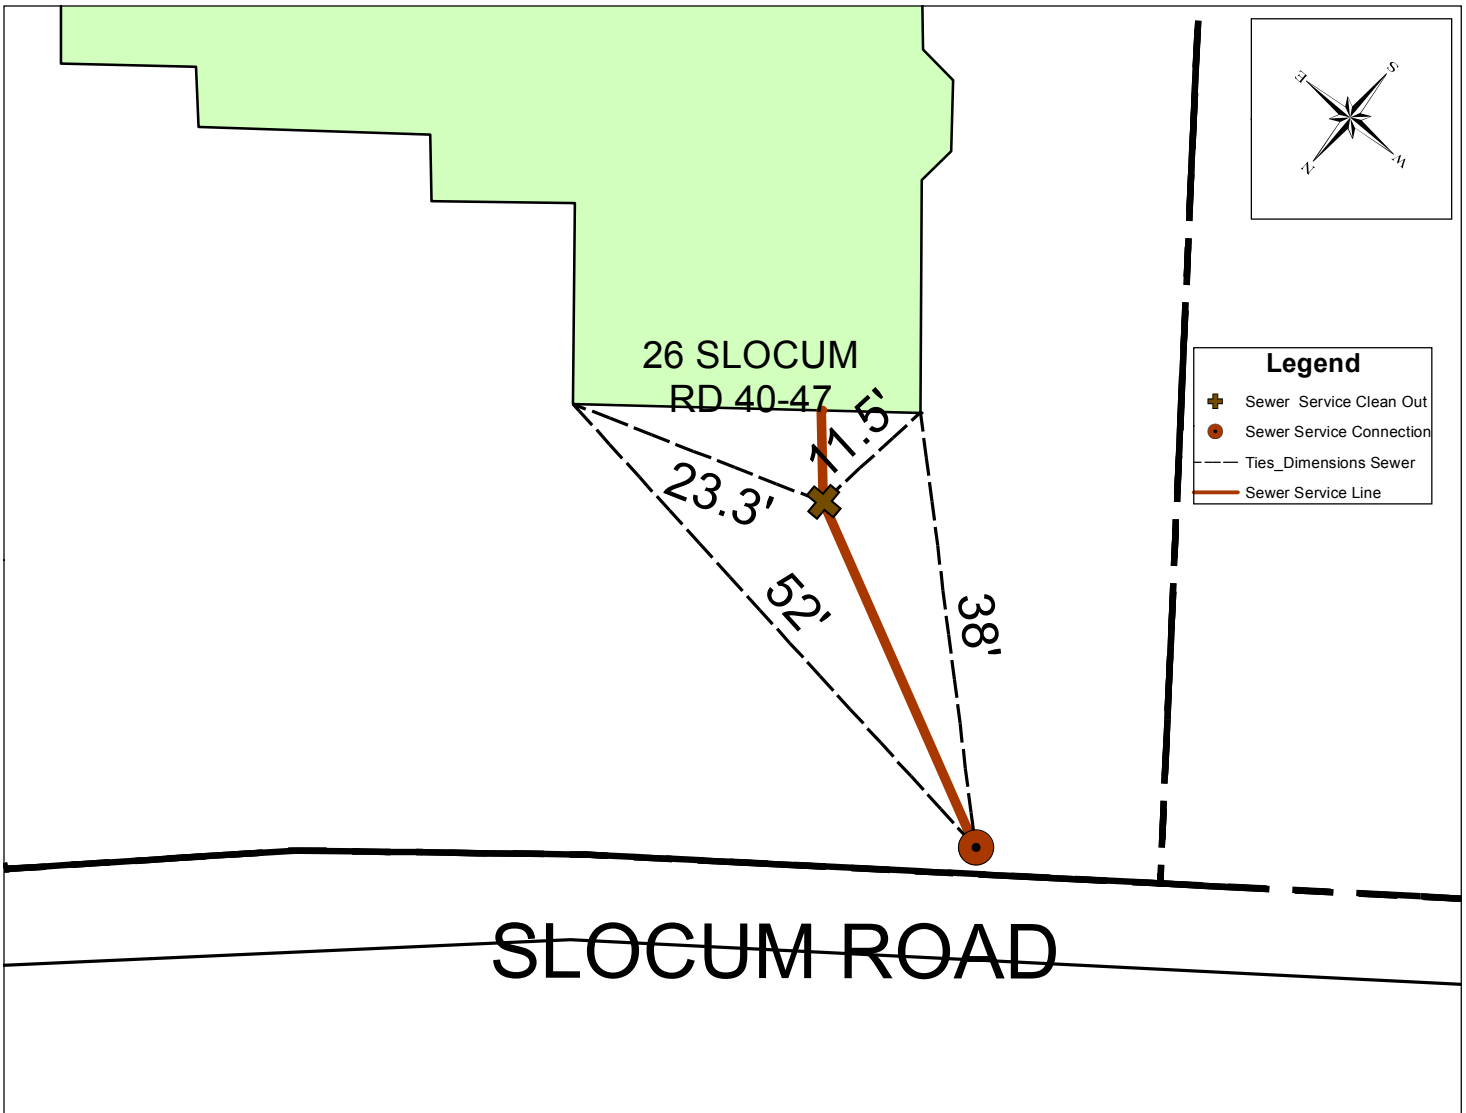 E
S
N
W
26 SLOCUM
RD 40-47
11.5'
23.3'
52'
38'
Legend
Sewer Service Clean Out
Sewer Service Connection
Ties_Dimensions Sewer
Sewer Service Line
SLOCUM ROAD